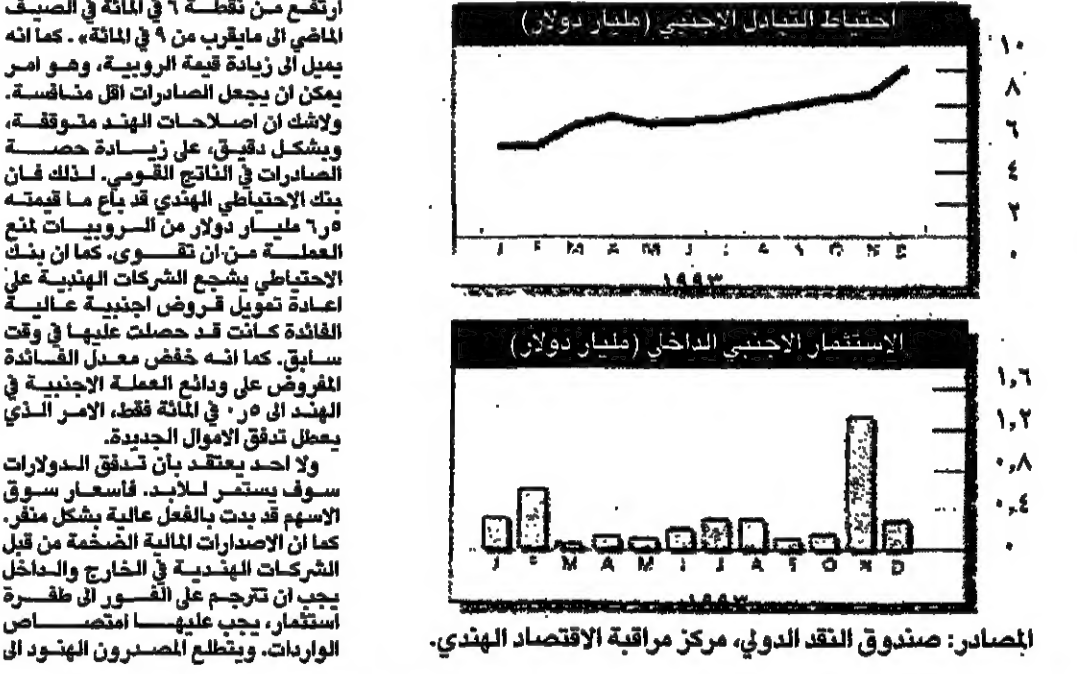 احتياط التبادل الاجنبي (مليار دولار)
١٠
٨
٦
٤
٢
٠
J F M A M J J A S O N D
١٩٩٣
الاستثمار الاجنبي الداخلي (مليار دولار)
١,٦
١,٢
٠,٨
٠,٤
٠
J F M A M J J A S O N D
١٩٩٣
المصادر: صندوق النقد الدولي، مركز مراقبة الاقتصاد الهندي.
ارتفع من نقطة ٦ في المائة في الصيف
الماضي الى مايقرب من ٩ في المائة». كما انه
يميل الى زيادة قيمة الروبية، وهو امر
يمكن ان يجعل الصادرات اقل منافسة.
ولاشك ان اصلاحات الهند متوقفة،
وبشكل دقيق، على زيادة حصة
الصادرات في الناتج القومي. لذلك فان
بنك الاحتياطي الهندي قد باع ما قيمته
٥ر٦ مليار دولار من الروبيات لمنع
العملة من ان تقوى. كما ان بنك
الاحتياطي يشجع الشركات الهندية على
اعادة تمويل قروض اجنبية عالية
الفائدة كانت قد حصلت عليها في وقت
سابق. كما انه خفض معدل الفائدة
المفروض على ودائع العملة الاجنبية في
الهند الى ٥ر٠ في المائة فقط، الامر الذي
يعطل تدفق الاموال الجديدة.
ولا احد يعتقد بأن تدفق الدولارات
سوف يستمر للابد. فأسعار سوق
الاسهم قد بدت بالفعل عالية بشكل منفر.
كما ان الاصدارات المالية الضخمة من قبل
الشركات الهندية في الخارج والداخل
يجب ان تترجم على الفور الى طفرة
استثمار، يجب عليها امتصاص
الواردات. ويتطلع المصدرون الهنود الى